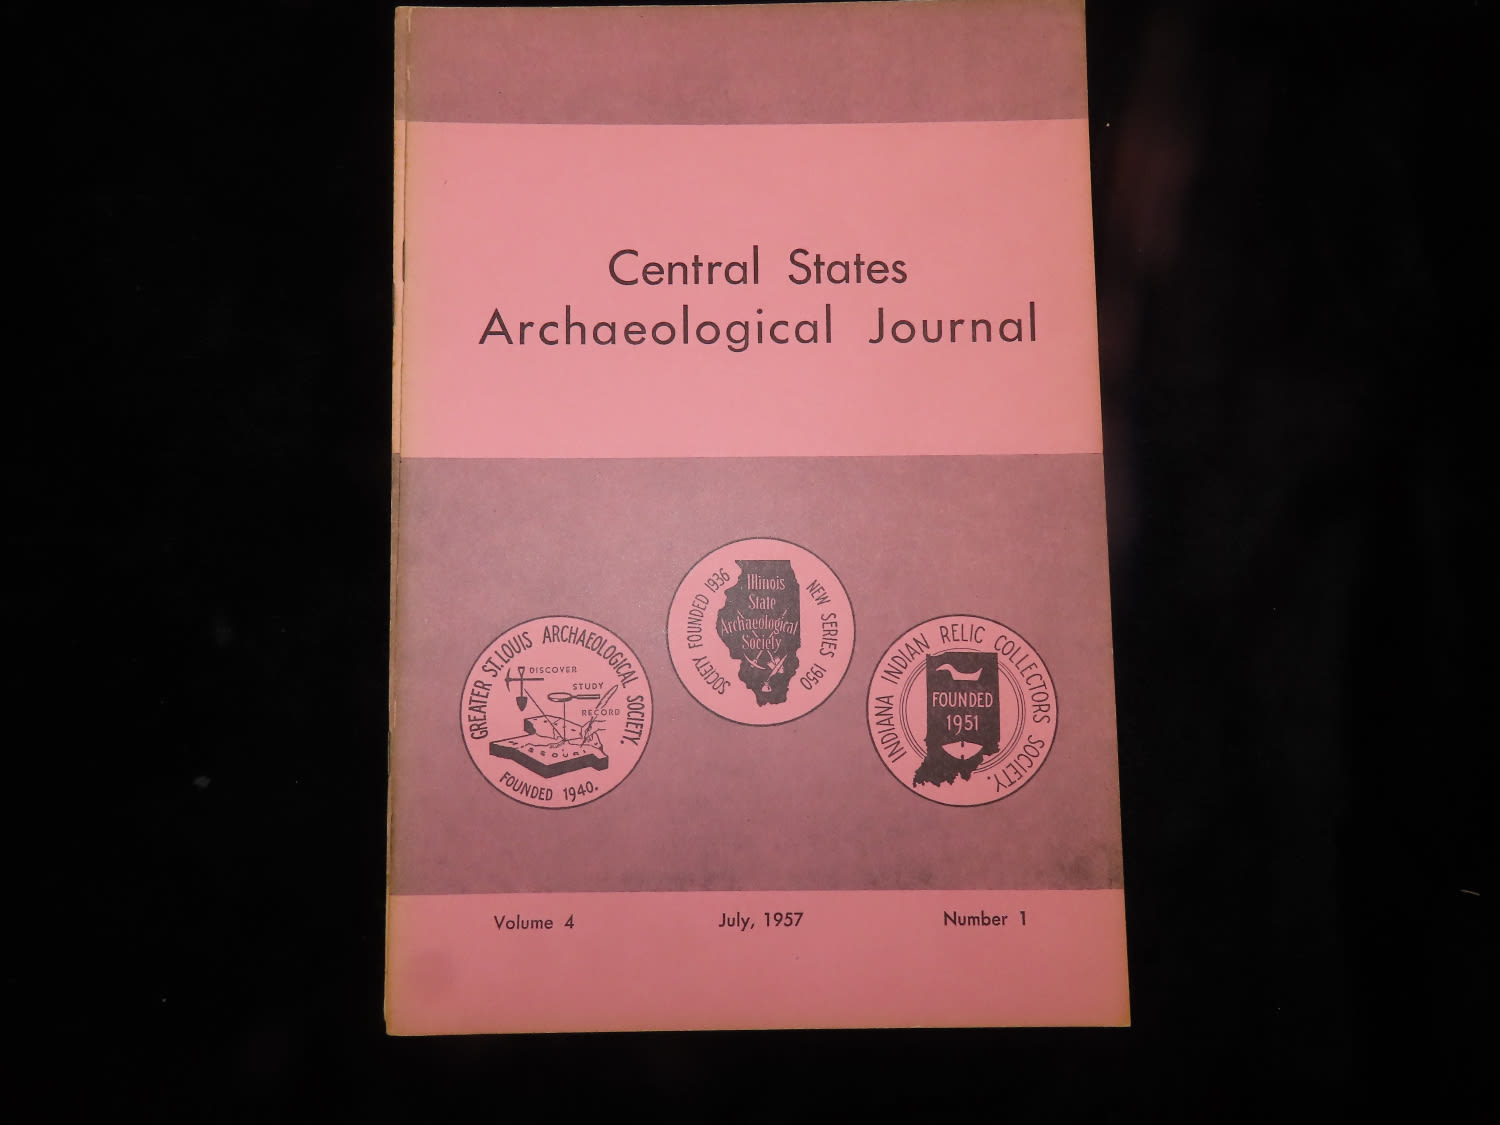 Central States
Archaeological Journal
SOCIETY FOUNDED 1936
NEW SERIES 1950
Illinois
State
Archaeological
Society
GREATER ST. LOUIS ARCHAEOLOGICAL SOCIETY.
DISCOVER
STUDY
RECORD
MISSOURI
FOUNDED 1940.
INDIANA INDIAN RELIC COLLECTORS SOCIETY.
FOUNDED
1951
Volume 4
July, 1957
Number 1